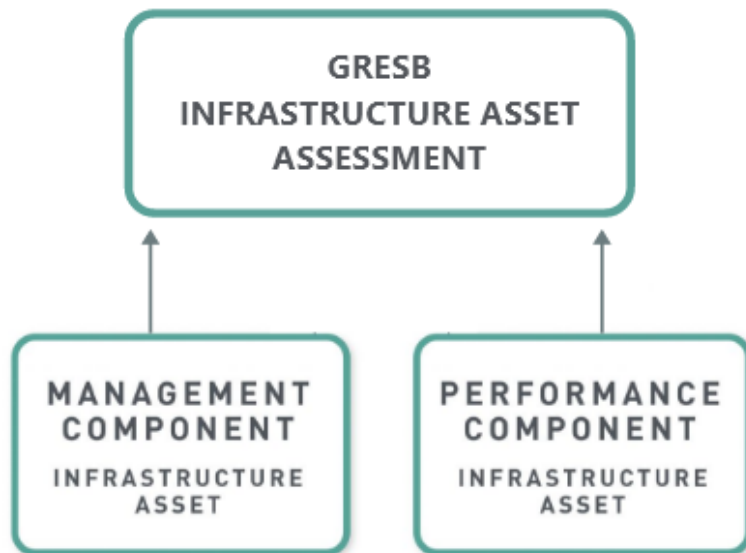 GRESB
INFRASTRUCTURE ASSET
ASSESSMENT
MANAGEMENT
COMPONENT
INFRASTRUCTURE
ASSET
PERFORMANCE
COMPONENT
INFRASTRUCTURE
ASSET